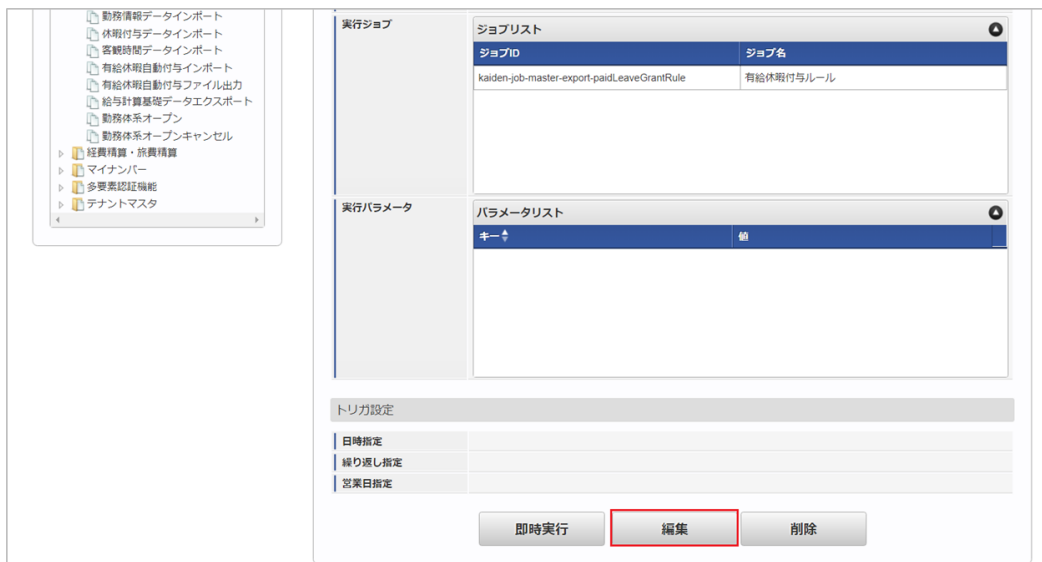 勤務情報データインポート
休暇付与データインポート
客観時間データインポート
有給休暇自動付与インポート
有給休暇自動付与ファイル出力
給与計算基礎データエクスポート
勤務体系オープン
勤務体系オープンキャンセル
経費精算・旅費精算
マイナンバー
多要素認証機能
テナントマスタ
実行ジョブ
ジョブリスト
ジョブID ジョブ名
kaiden-job-master-export-paidLeaveGrantRule 有給休暇付与ルール
実行パラメータ
パラメータリスト
キー 値
トリガ設定
日時指定
繰り返し指定
営業日指定
即時実行 編集 削除